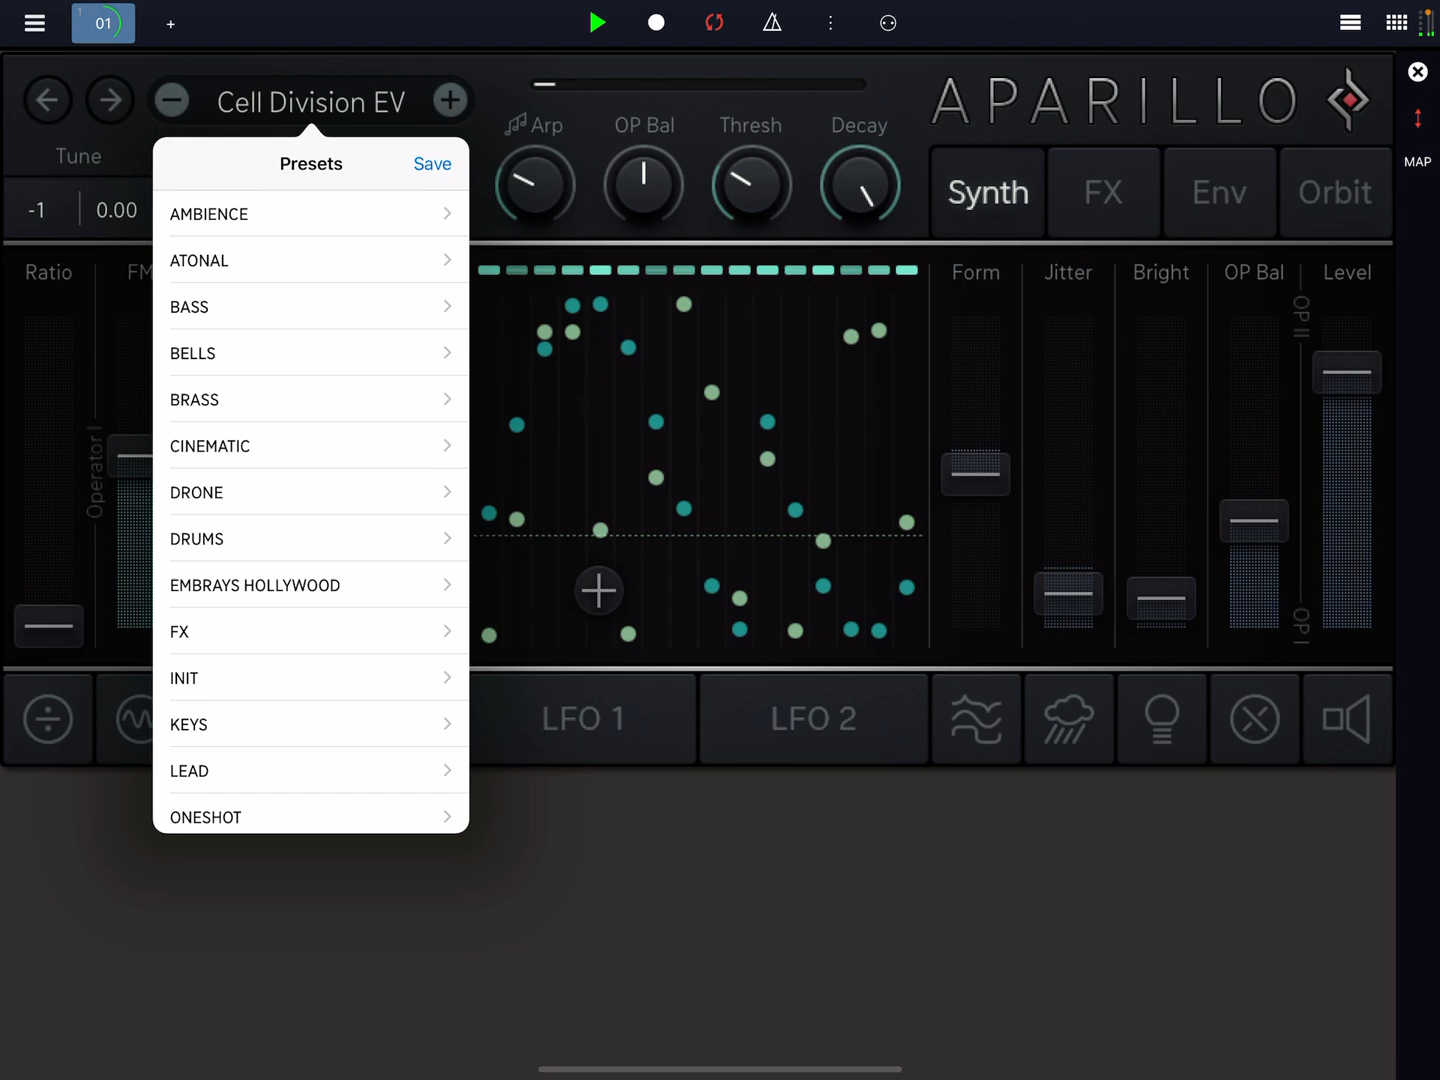 1
01
+
Cell Division EV
Arp
OP Bal
Thresh
Decay
APARILLO
MAP
Tune
-1
0.00
Presets
Save
Synth
FX
Env
Orbit
AMBIENCE
ATONAL
BASS
BELLS
BRASS
CINEMATIC
DRONE
DRUMS
EMBRAYS HOLLYWOOD
FX
INIT
KEYS
LEAD
ONESHOT
Ratio
FM
Operator I
Form
Jitter
Bright
OP Bal
Level
OP II
OP I
LFO 1
LFO 2